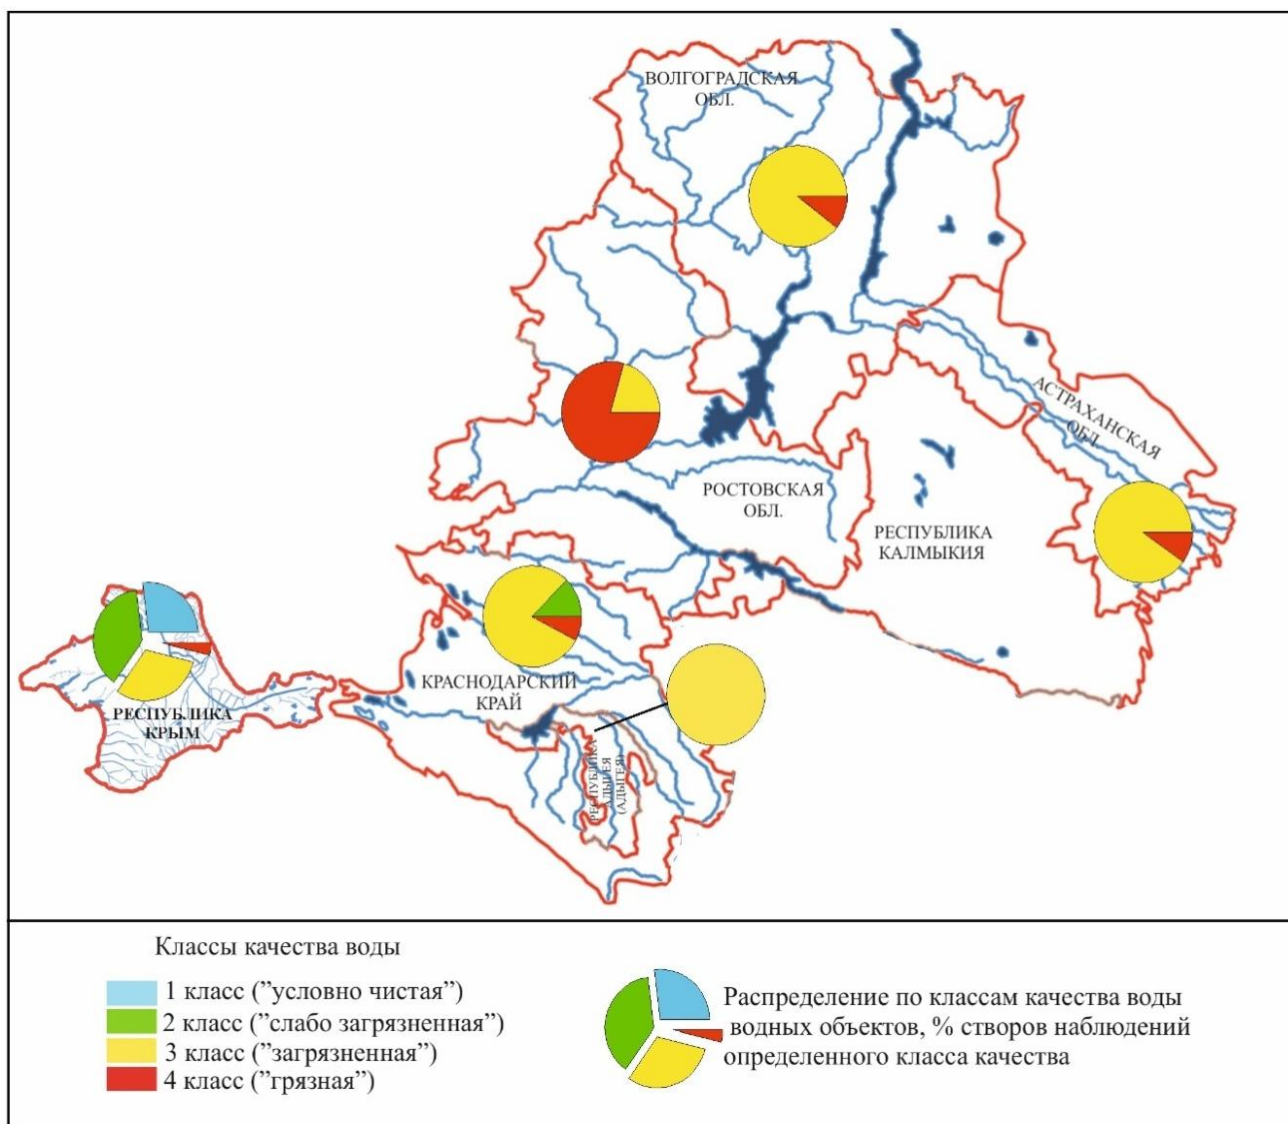 ВОЛГОГРАДСКАЯ
ОБЛ.
АСТРАХАНСКАЯ
ОБЛ.
РОСТОВСКАЯ
ОБЛ.
РЕСПУБЛИКА
КАЛМЫКИЯ
КРАСНОДАРСКИЙ
КРАЙ
РЕСПУБЛИКА
КРЫМ
РЕСПУБЛИКА
АДЫГЕЯ
(АДЫГЕЯ)
Классы качества воды
1 класс ("условно чистая")
2 класс ("слабо загрязненная")
3 класс ("загрязненная")
4 класс ("грязная")
Распределение по классам качества воды
водных объектов, % створов наблюдений
определенного класса качества